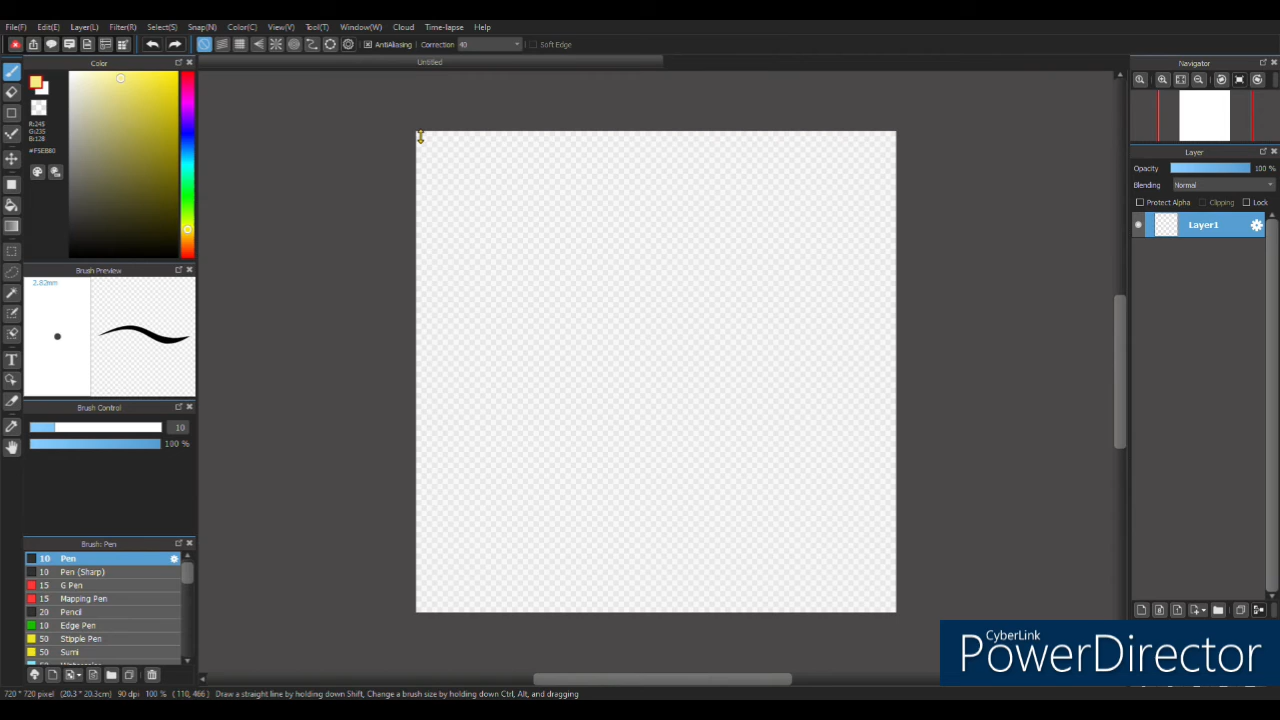 File(F) Edit(E) Layer(L) Filter(R) Select(S) Snap(N) Color(C) View(V) Tool(T) Window(W) Cloud Time-lapse Help
AntiAliasing Correction 40 Soft Edge
Color
Untitled
Navigator
R:245
G:235
B:128
#F5EB80
Layer
Opacity 100 %
Blending Normal
Protect Alpha Clipping Lock
Layer1
Brush Preview
2.82mm
Brush Control
10
100 %
Brush: Pen
10 Pen
10 Pen (Sharp)
15 G Pen
15 Mapping Pen
20 Pencil
10 Edge Pen
50 Stipple Pen
50 Sumi
CyberLink
PowerDirector
720 * 720 pixel (20.3 * 20.3cm) 90 dpi 100 % ( 110, 466) Draw a straight line by holding down Shift, Change a brush size by holding down Ctrl, Alt, and dragging